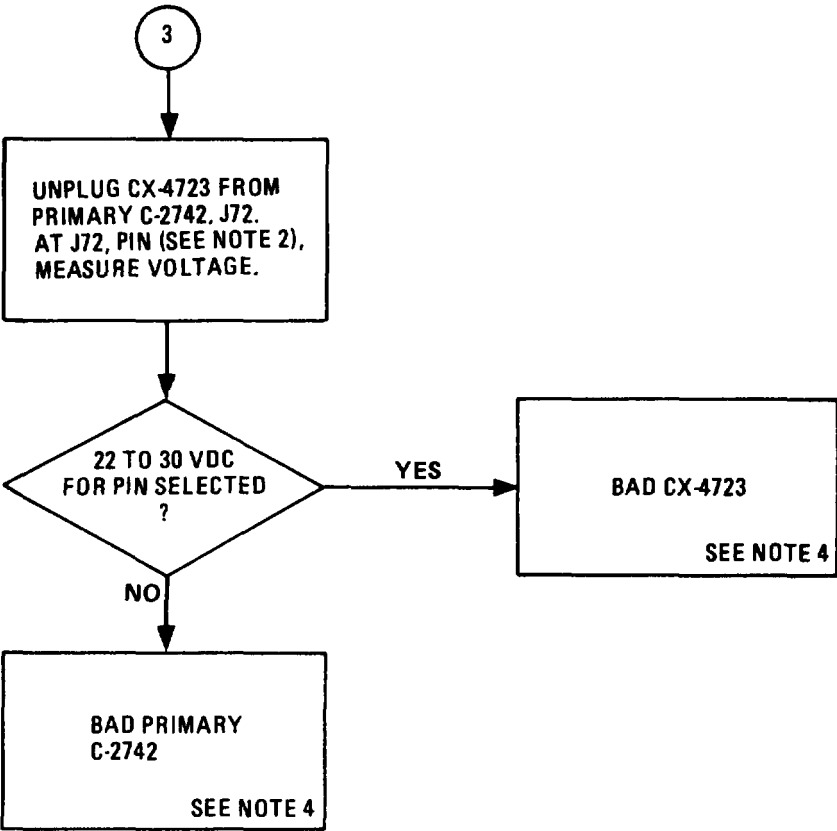 3
UNPLUG CX-4723 FROM
PRIMARY C-2742, J72.
AT J72, PIN (SEE NOTE 2),
MEASURE VOLTAGE.
22 TO 30 VDC
FOR PIN SELECTED
?
YES
BAD CX-4723
SEE NOTE 4
NO
BAD PRIMARY
C-2742
SEE NOTE 4